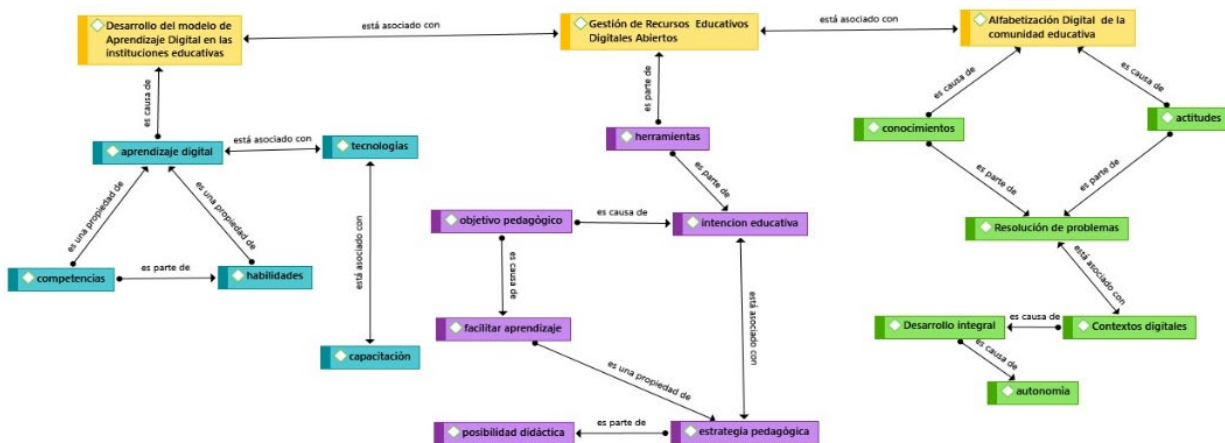 Desarrollo del modelo de
Aprendizaje Digital en las
instituciones educativas
está asociado con
Gestión de Recursos Educativos
Digitales Abiertos
está asociado con
Alfabetización Digital de la
comunidad educativa
es causa de
es parte de
es causa de
es causa de
aprendizaje digital
está asociado con
tecnologías
herramientas
conocimientos
actitudes
es una propiedad de
es una propiedad de
está asociado con
es parte de
es parte de
es parte de
objetivo pedagógico
es causa de
intencion educativa
Resolución de problemas
competencias
es parte de
habilidades
es causa de
está asociado con
está asociado con
facilitar aprendizaje
Desarrollo integral
es causa de
Contextos digitales
capacitación
es una propiedad de
es causa de
autonomía
posibilidad didáctica
es parte de
estrategia pedagógica